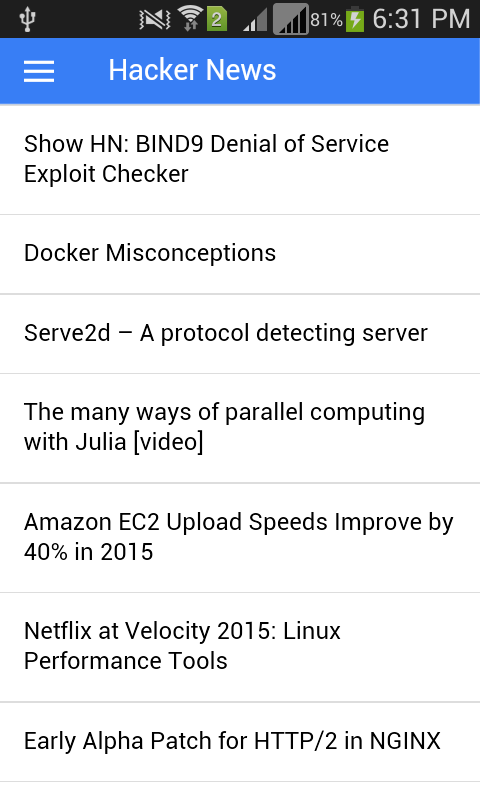 2 81% 6:31 PM
Hacker News
Show HN: BIND9 Denial of Service
Exploit Checker
Docker Misconceptions
Serve2d – A protocol detecting server
The many ways of parallel computing
with Julia [video]
Amazon EC2 Upload Speeds Improve by
40% in 2015
Netflix at Velocity 2015: Linux
Performance Tools
Early Alpha Patch for HTTP/2 in NGINX